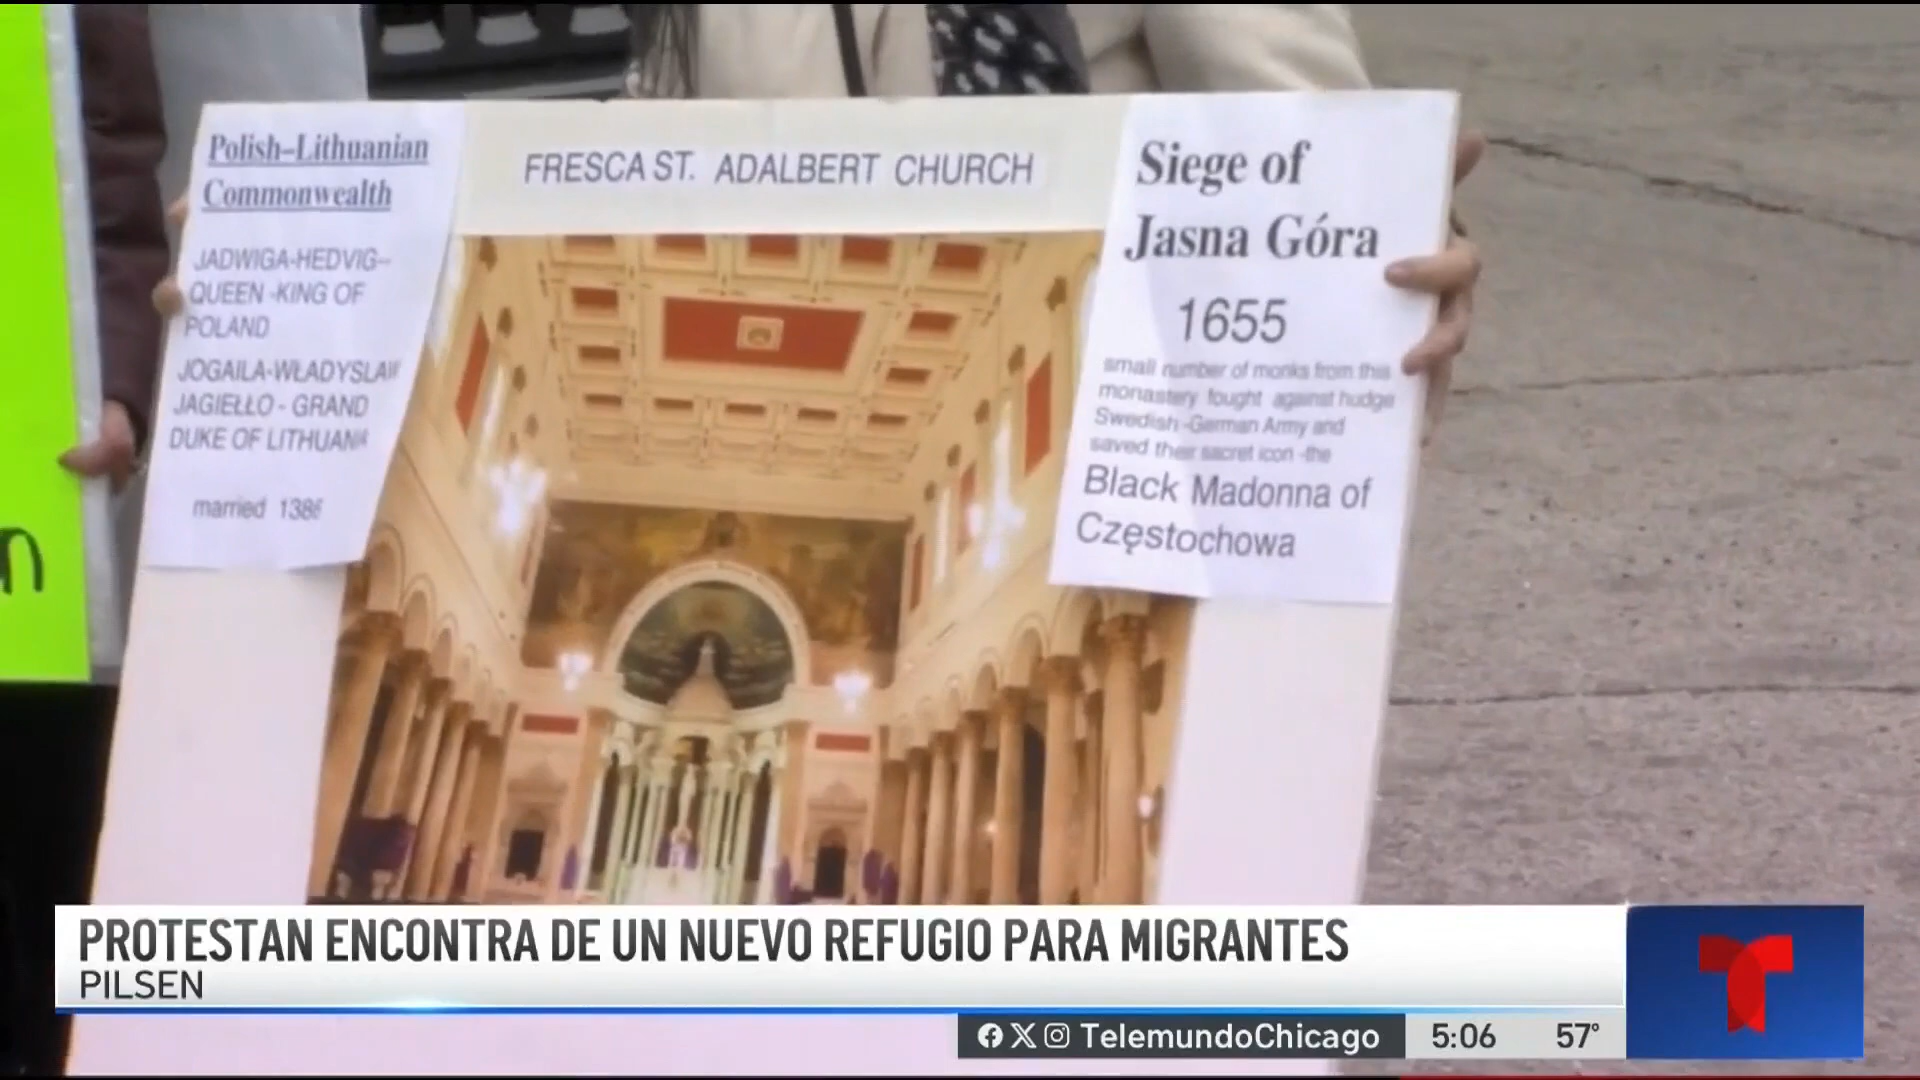 Polish-Lithuanian
Commonwealth
JADWIGA-HEDVIG-
QUEEN -KING OF
POLAND
JOGAILA-WŁADYSLAW
JAGIEŁŁO - GRAND
DUKE OF LITHUANIA
married 1386
FRESCA ST. ADALBERT CHURCH
Siege of
Jasna Góra
1655
small number of monks from this
monastery fought against hudge
Swedish-German Army and
saved their sacret icon -the
Black Madonna of
Częstochowa
n
PROTESTAN ENCONTRA DE UN NUEVO REFUGIO PARA MIGRANTES
PILSEN
TelemundoChicago
5:06
57°